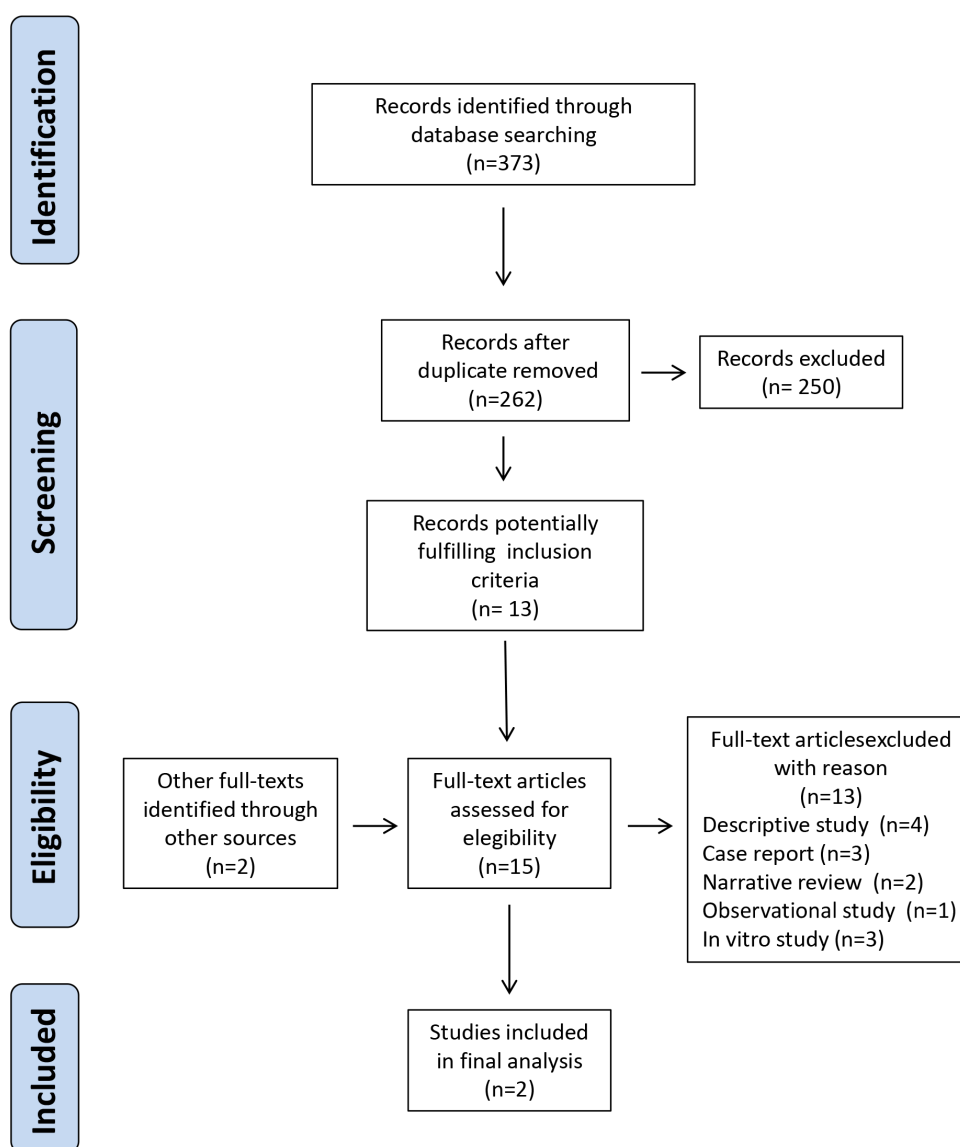 Identification
Records identified through
database searching
(n=373)
Screening
Records after
duplicate removed
(n=262)
Records excluded
(n= 250)
Records potentially
fulfilling inclusion
criteria
(n= 13)
Eligibility
Other full-texts
identified through
other sources
(n=2)
Full-text articles
assessed for
elegibility
(n=15)
Full-text articlesexcluded
with reason
(n=13)
Descriptive study (n=4)
Case report (n=3)
Narrative review (n=2)
Observational study (n=1)
In vitro study (n=3)
Included
Studies included
in final analysis
(n=2)